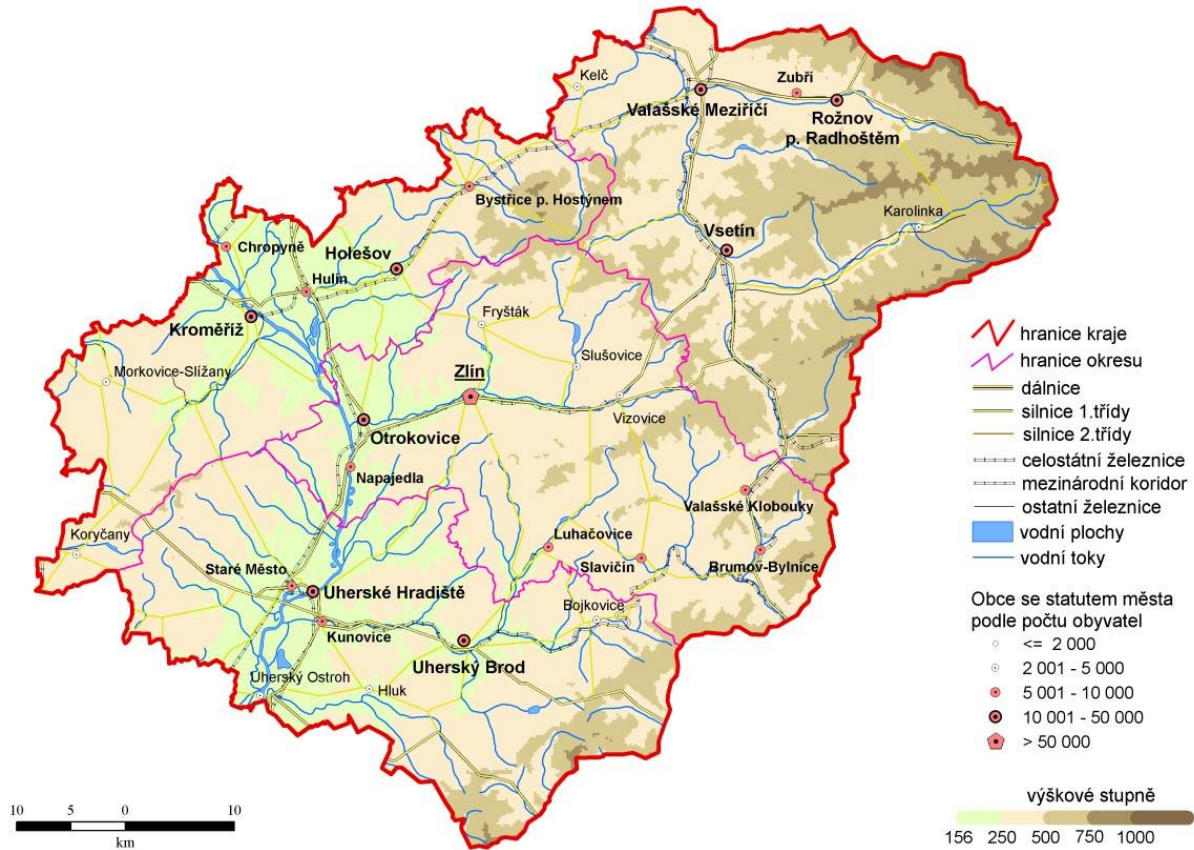 Kelč
Zubří
Valašské Meziříčí
Rožnov
p. Radhoštěm
Bystřice p. Hostýnem
Karolinka
Vsetín
Chropyně
Holešov
Hulín
Kroměříž
Fryšták
Slušovice
Morkovice-Slížany
Zlín
Vizovice
Otrokovice
Napajedla
Valašské Klobouky
Koryčany
Luhačovice
Slavičín
Brumov-Bylnice
Staré Město
Uherské Hradiště
Bojkovice
Kunovice
Uherský Brod
Uherský Ostroh
Hluk
hranice kraje
hranice okresu
dálnice
silnice 1.třídy
silnice 2.třídy
celostátní železnice
mezinárodní koridor
ostatní železnice
vodní plochy
vodní toky
Obce se statutem města
podle počtu obyvatel
<= 2 000
2 001 - 5 000
5 001 - 10 000
10 001 - 50 000
> 50 000
výškové stupně
156 250 500 750 1000
10 5 0 10
km